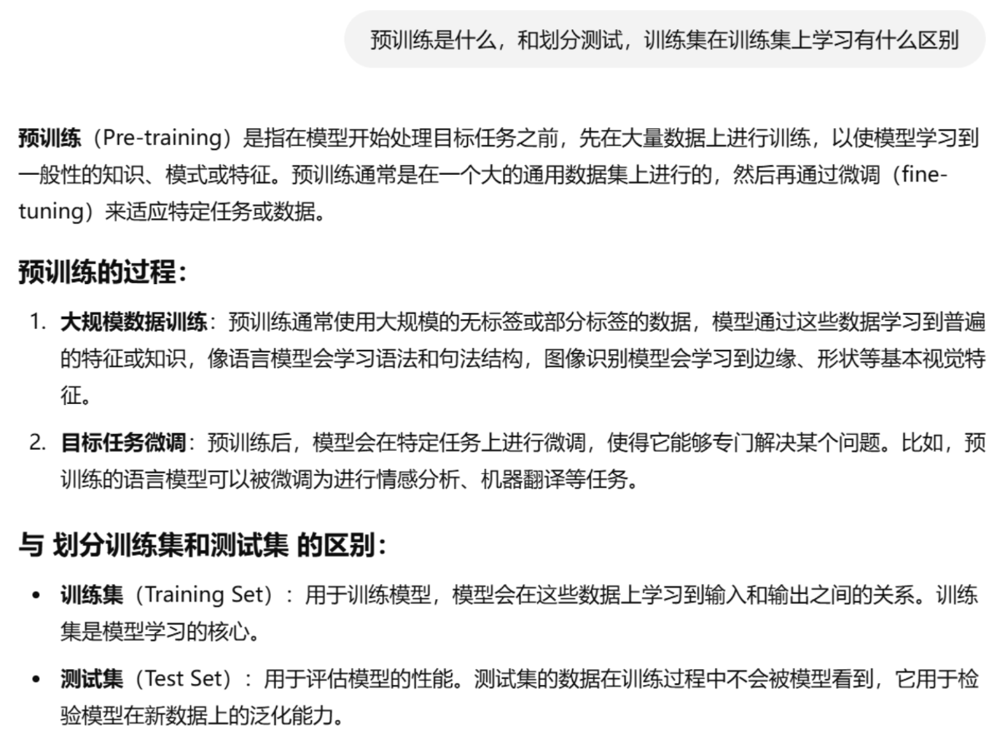 预训练是什么，和划分测试，训练集在训练集上学习有什么区别
预训练（Pre-training）是指在模型开始处理目标任务之前，先在大量数据上进行训练，以使模型学习到
一般性的知识、模式或特征。预训练通常是在一个大的通用数据集上进行的，然后再通过微调（fine-
tuning）来适应特定任务或数据。
预训练的过程：
1. 大规模数据训练：预训练通常使用大规模的无标签或部分标签的数据，模型通过这些数据学习到普遍
的特征或知识，像语言模型会学习语法和句法结构，图像识别模型会学习到边缘、形状等基本视觉特
征。
2. 目标任务微调：预训练后，模型会在特定任务上进行微调，使得它能够专门解决某个问题。比如，预
训练的语言模型可以被微调为进行情感分析、机器翻译等任务。
与 划分训练集和测试集 的区别：
• 训练集（Training Set）：用于训练模型，模型会在这些数据上学习到输入和输出之间的关系。训练
集是模型学习的核心。
• 测试集（Test Set）：用于评估模型的性能。测试集的数据在训练过程中不会被模型看到，它用于检
验模型在新数据上的泛化能力。